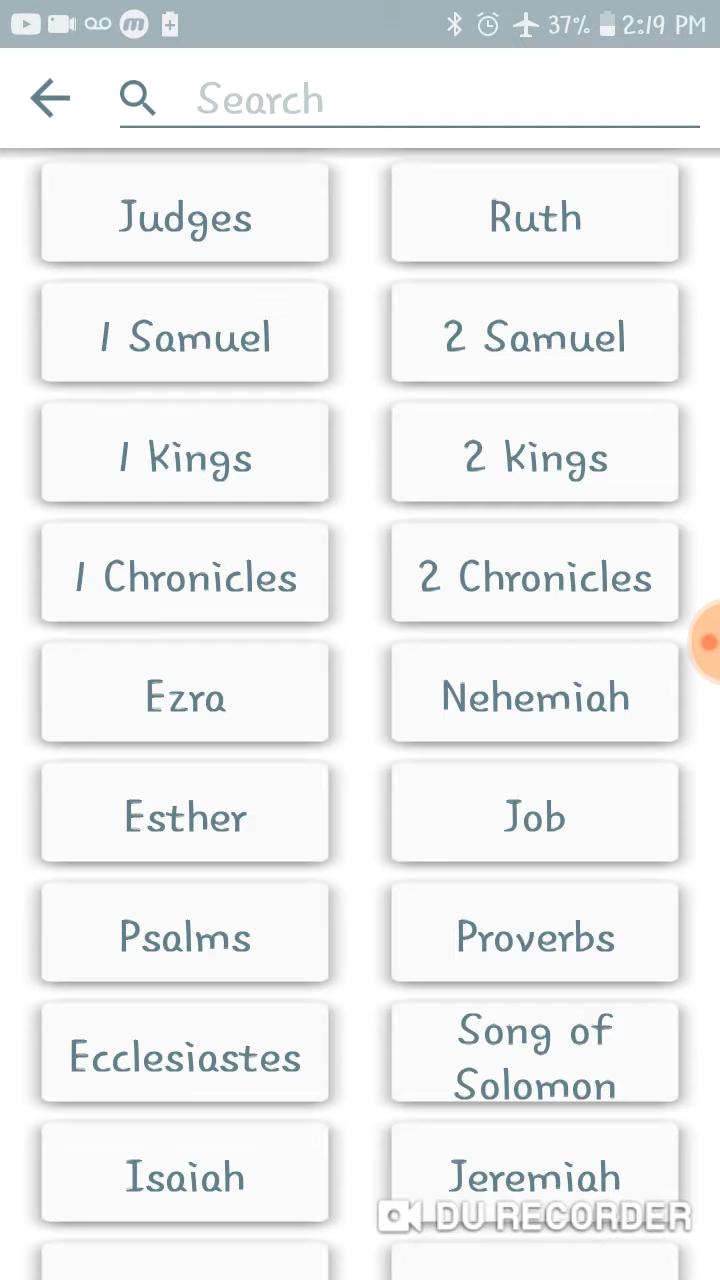 37% 2:19 PM
Search
Judges
Ruth
1 Samuel
2 Samuel
1 Kings
2 Kings
1 Chronicles
2 Chronicles
Ezra
Nehemiah
Esther
Job
Psalms
Proverbs
Ecclesiastes
Song of
Solomon
Isaiah
Jeremiah
DU RECORDER